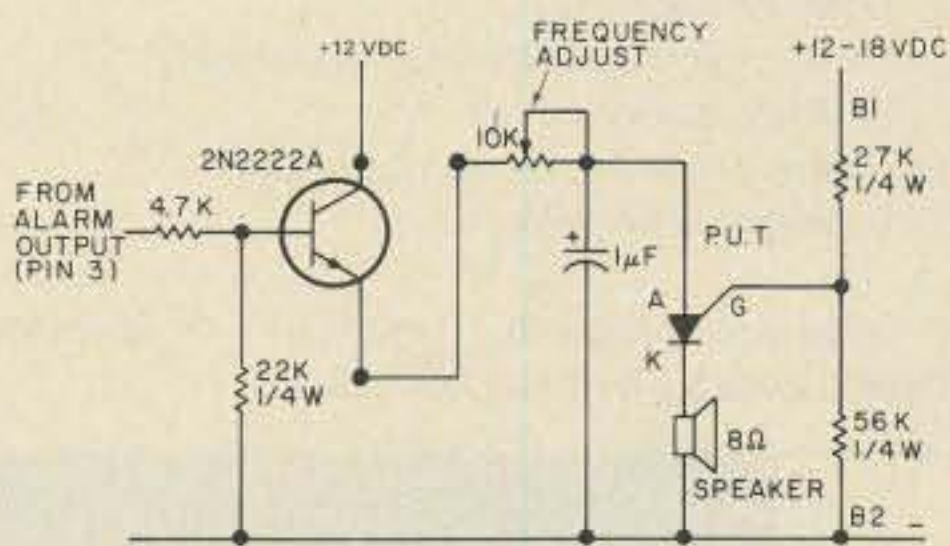 FREQUENCY
ADJUST
+12 VDC
+12-18 VDC
B1
10K
2N2222A
27K
1/4 W
FROM
ALARM
OUTPUT
(PIN 3)
4.7 K
P.U.T
+
1µF
A
G
K
22K
1/4 W
8Ω
SPEAKER
56K
1/4 W
B2 _